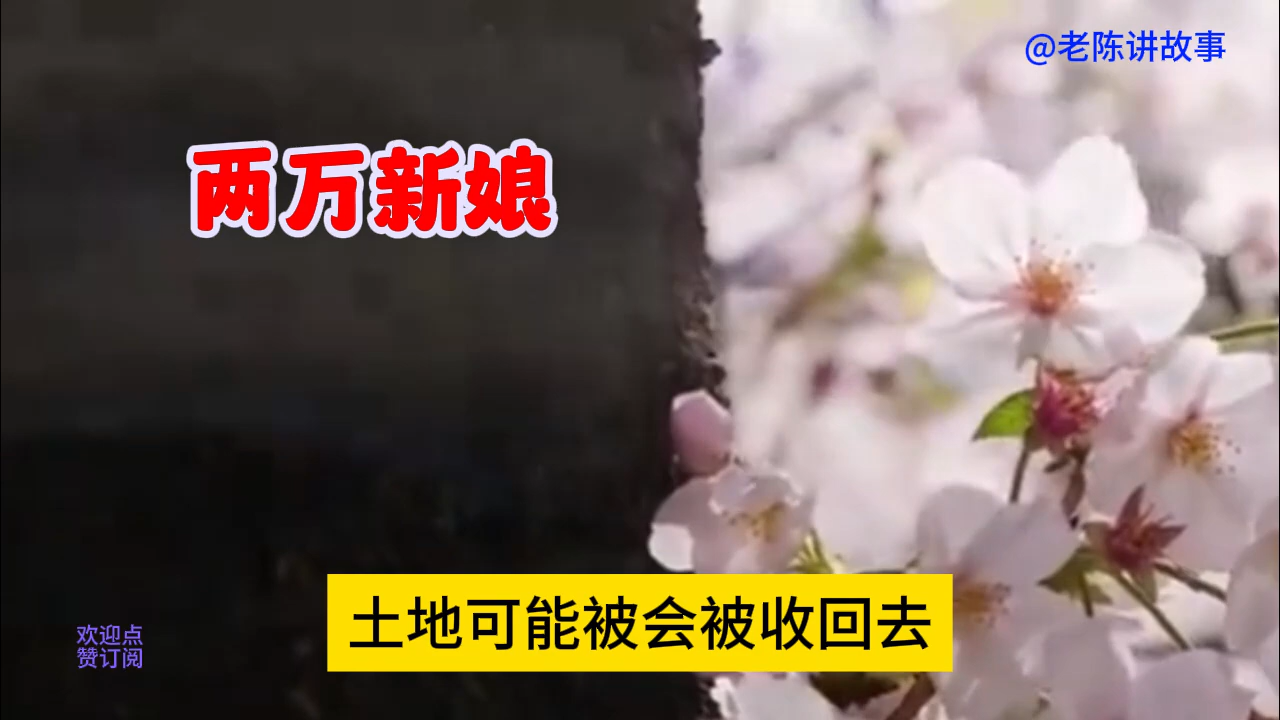 @老陈讲故事
两万新娘
土地可能被会被收回去
欢迎点
赞订阅